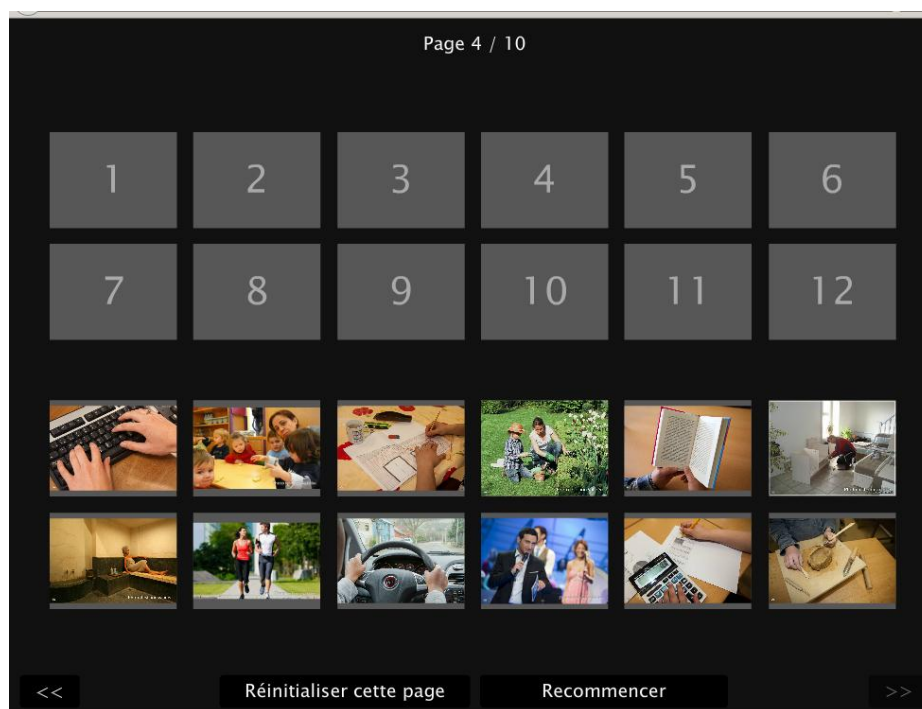 Page 4 / 10
1 2 3 4 5 6
7 8 9 10 11 12
<< Réinitialiser cette page Recommencer >>